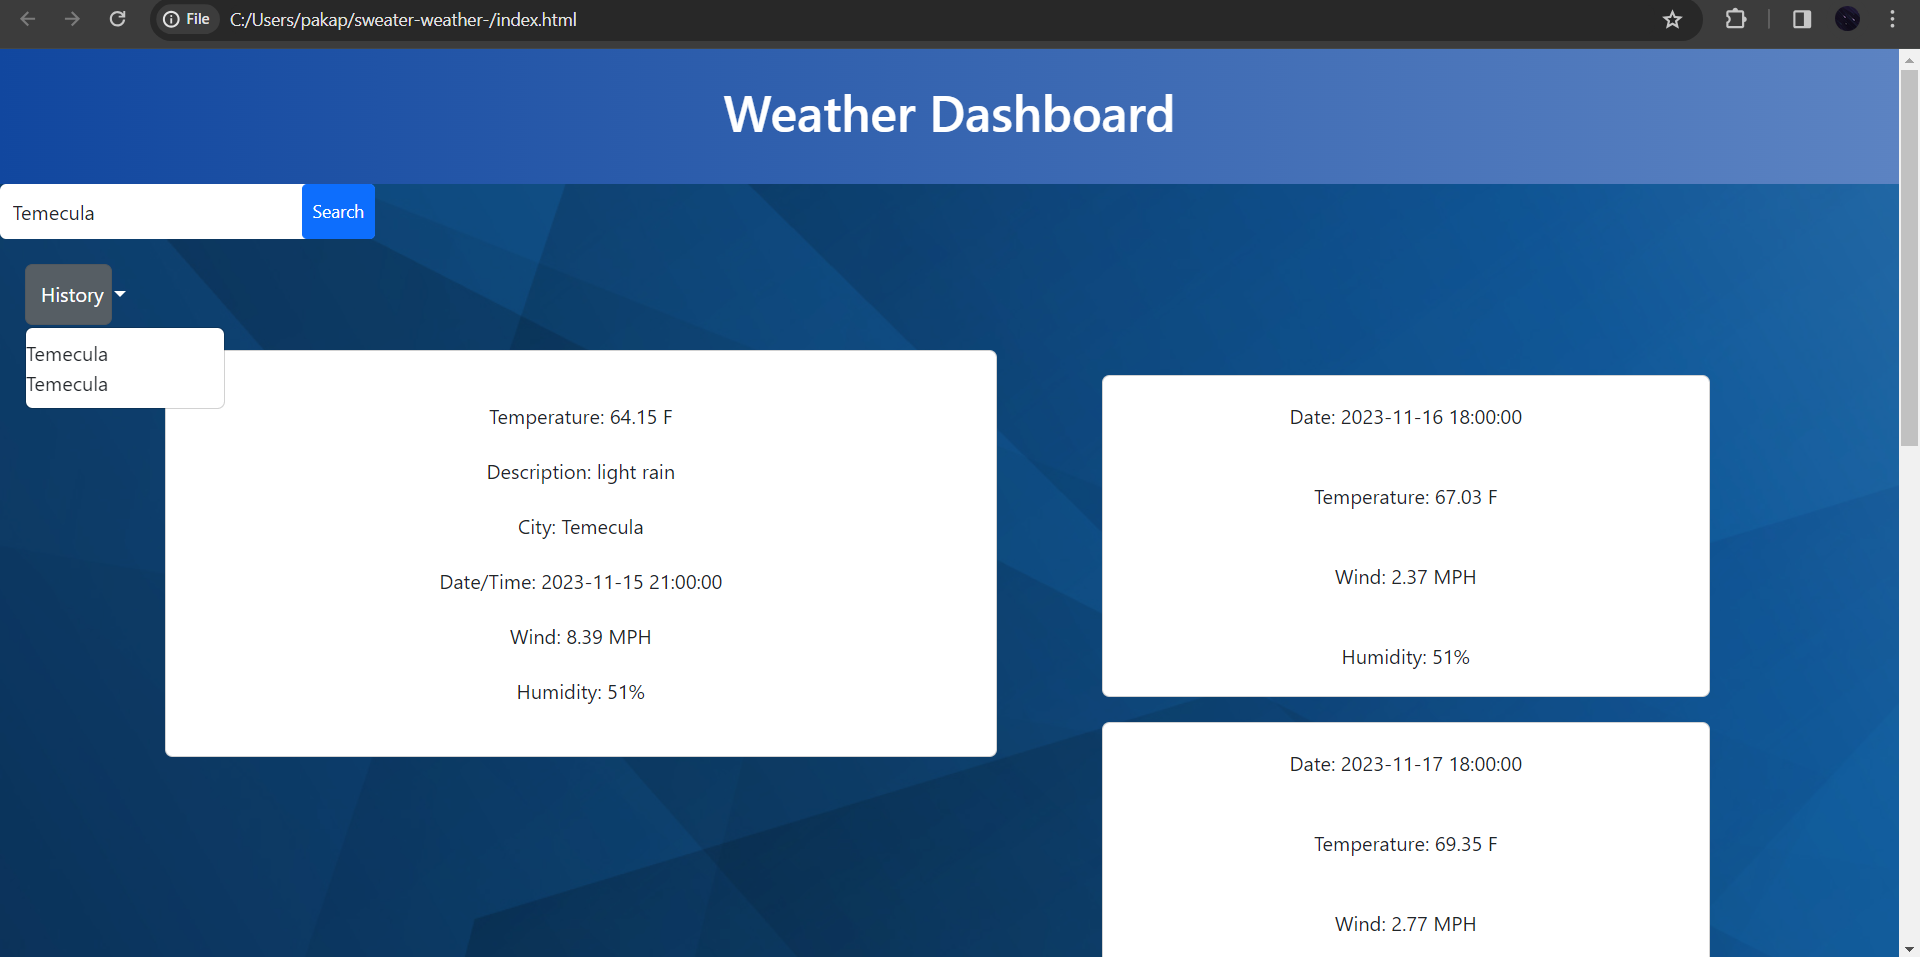 File C:/Users/pakap/sweater-weather-/index.html
Weather Dashboard
Temecula
Search
History
Temecula
Temecula
Temperature: 64.15 F
Description: light rain
City: Temecula
Date/Time: 2023-11-15 21:00:00
Wind: 8.39 MPH
Humidity: 51%
Date: 2023-11-16 18:00:00
Temperature: 67.03 F
Wind: 2.37 MPH
Humidity: 51%
Date: 2023-11-17 18:00:00
Temperature: 69.35 F
Wind: 2.77 MPH